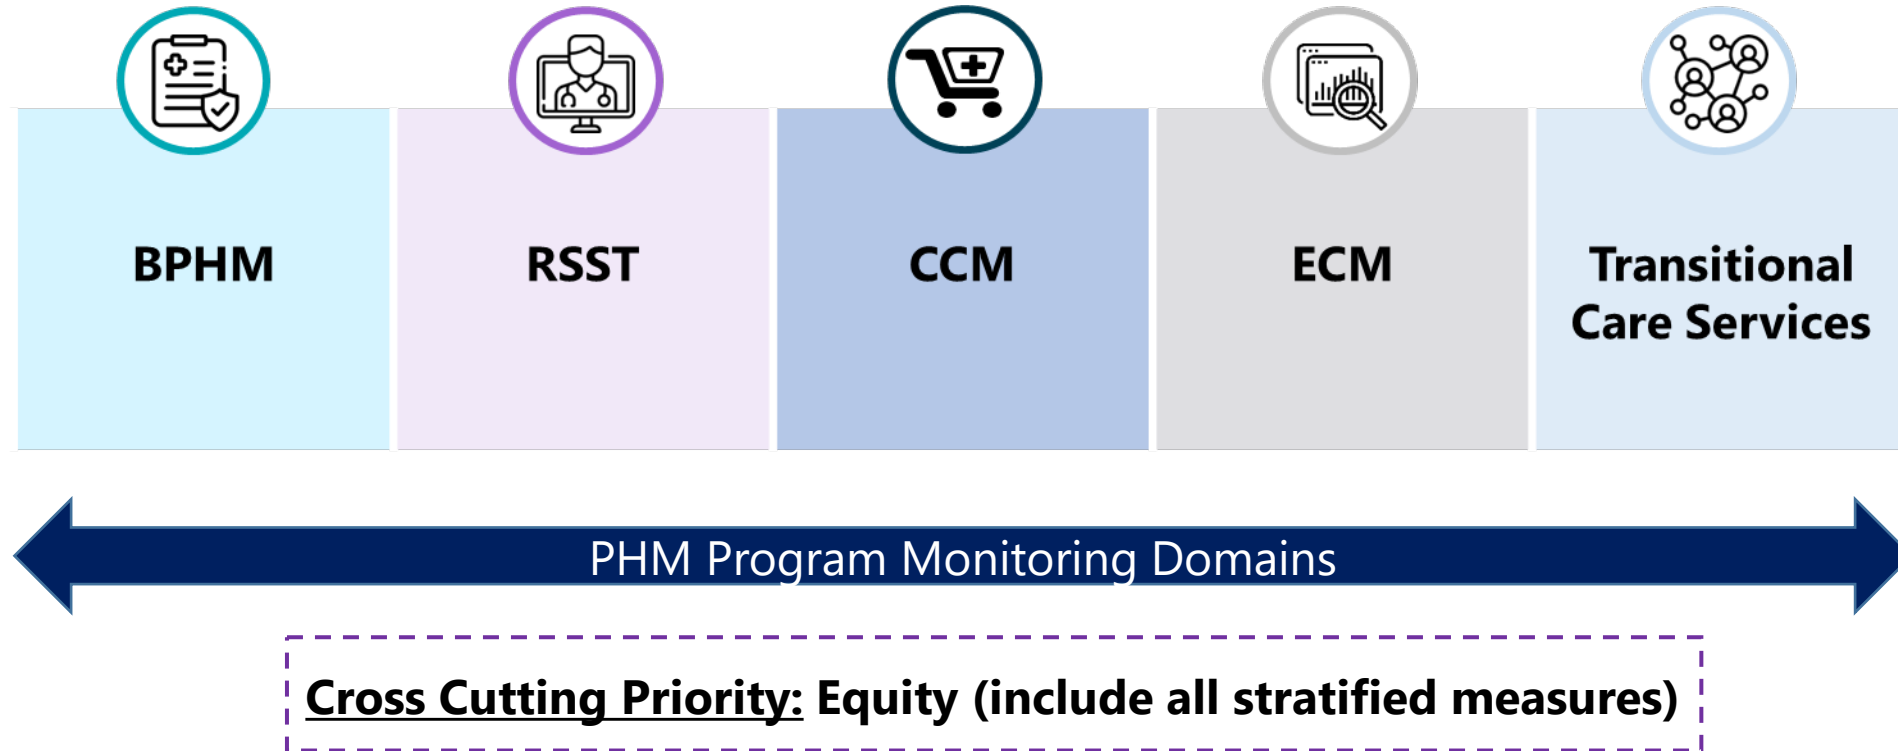 BPHM
RSST
CCM
ECM
Transitional
Care Services
PHM Program Monitoring Domains
Cross Cutting Priority: Equity (include all stratified measures)